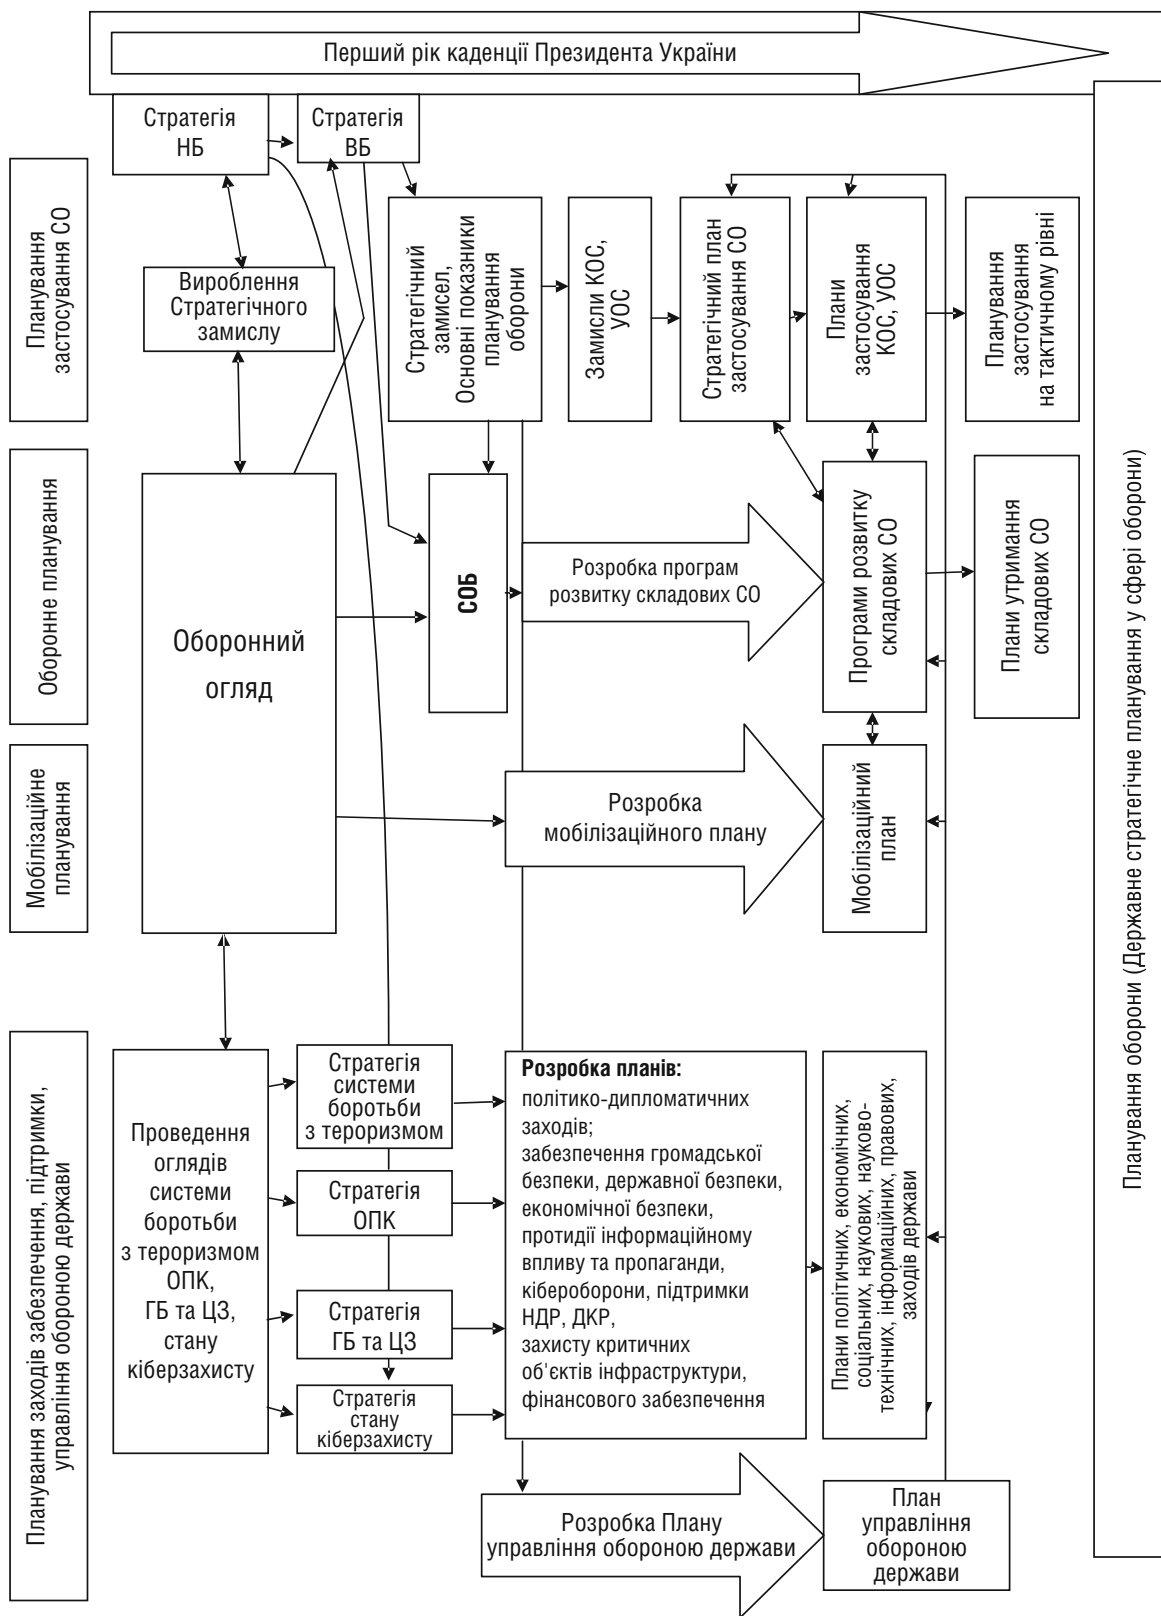 Перший рік каденції Президента України
Стратегія
НБ
Стратегія
ВБ
Планування
застосування СО
Вироблення
Стратегічного
замислу
Стратегічний
замисел,
Основні показники
планування
оборони
Замисли КОС,
УОС
Стратегічний план
застосування СО
Плани
застосування
КОС, УОС
Планування
застосування
на тактичному рівні
Оборонне планування
Оборонний
огляд
СОБ
Розробка програм
розвитку складових СО
Програми розвитку
складових СО
Плани утримання
складових СО
Мобілізаційне
планування
Розробка
мобілізаційного плану
Мобілізаційний
план
Планування заходів забезпечення, підтримки,
управління обороною держави
Проведення
оглядів
системи
боротьби
з тероризмом
ОПК,
ГБ та ЦЗ,
стану
кіберзахисту
Стратегія
системи
боротьби
з тероризмом
Стратегія
ОПК
Стратегія
ГБ та ЦЗ
Стратегія
стану
кіберзахисту
Розробка планів:
політико-дипломатичних
заходів;
забезпечення громадської
безпеки, державної безпеки,
економічної безпеки,
протидії інформаційному
впливу та пропаганди,
кібероборони, підтримки
НДР, ДКР,
захисту критичних
об'єктів інфраструктури,
фінансового забезпечення
Плани політичних, економічних,
соціальних, наукових, науково-
технічних, інформаційних, правових,
заходів держави
Розробка Плану
управління обороною держави
План
управління
обороною
держави
Планування оборони (Державне стратегічне планування у сфері оборони)